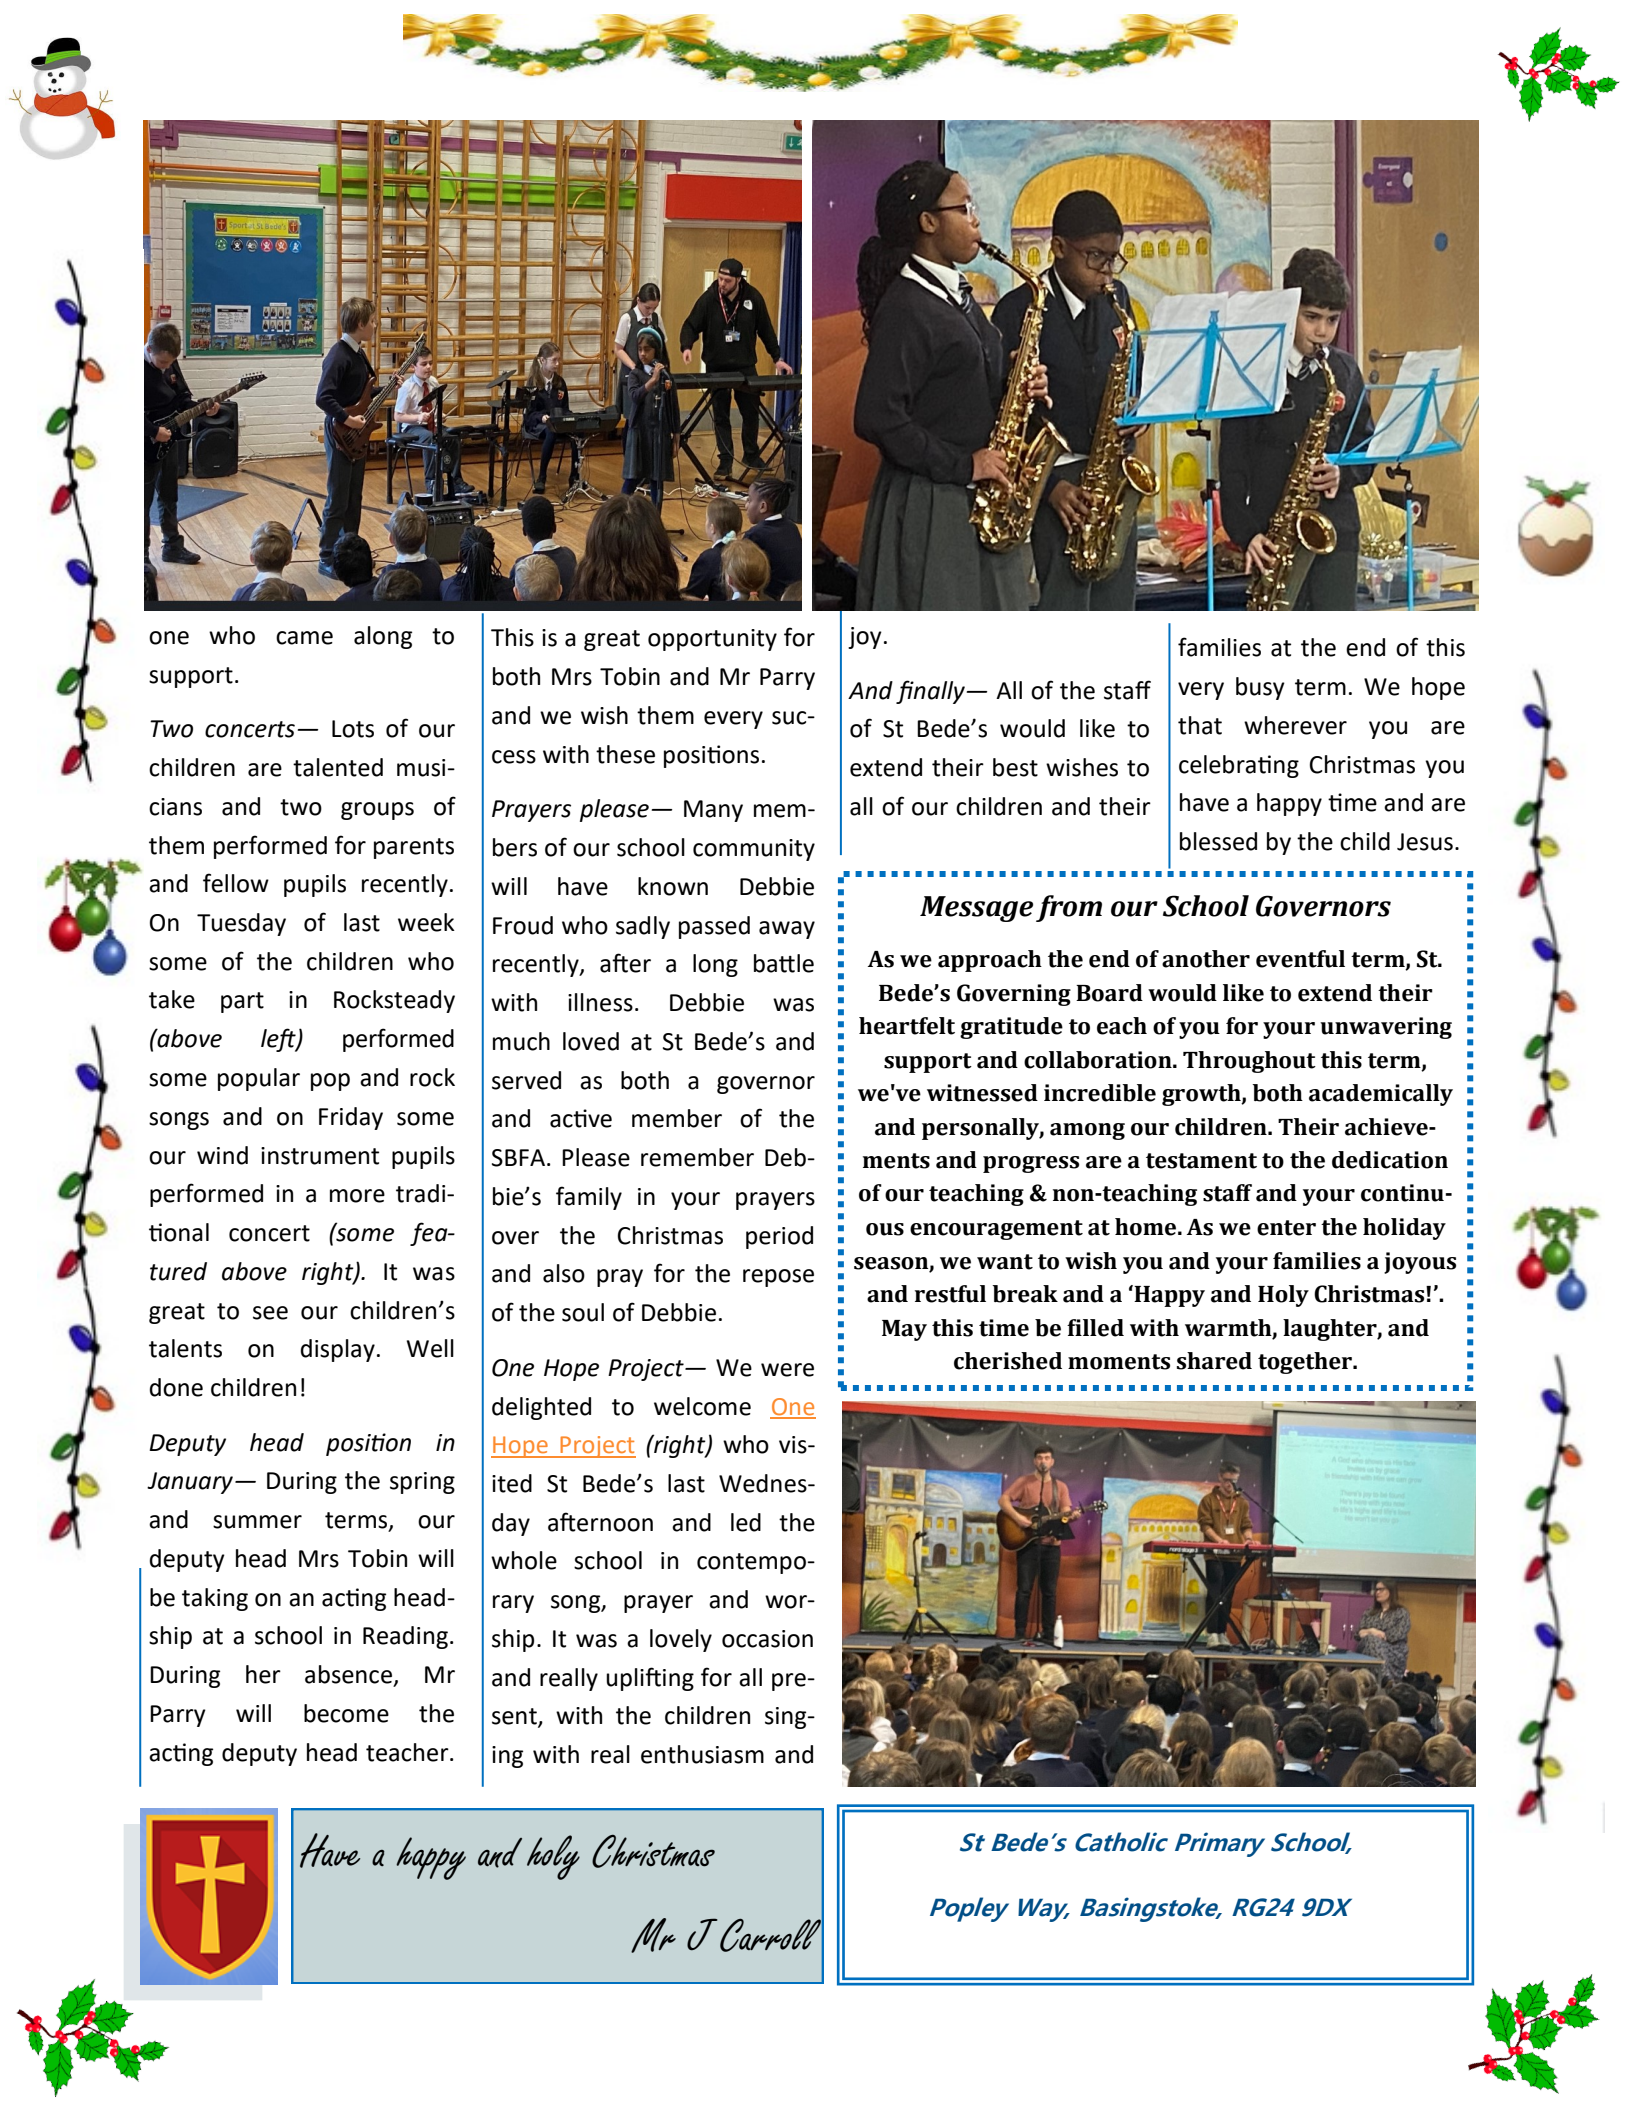 Sport at St Bede's
one who came along to
support.
Two concerts— Lots of our
children are talented musi-
cians and two groups of
them performed for parents
and fellow pupils recently.
On Tuesday of last week
some of the children who
take part in Rocksteady
(above left) performed
some popular pop and rock
songs and on Friday some
our wind instrument pupils
performed in a more tradi-
tional concert (some fea-
tured above right). It was
great to see our children's
talents on display. Well
done children!
Deputy head position in
January— During the spring
and summer terms, our
deputy head Mrs Tobin will
be taking on an acting head-
ship at a school in Reading.
During her absence, Mr
Parry will become the
acting deputy head teacher.
This is a great opportunity for
both Mrs Tobin and Mr Parry
and we wish them every suc-
cess with these positions.
Prayers please— Many mem-
bers of our school community
will have known Debbie
Froud who sadly passed away
recently, after a long battle
with illness. Debbie was
much loved at St Bede's and
served as both a governor
and active member of the
SBFA. Please remember Deb-
bie's family in your prayers
over the Christmas period
and also pray for the repose
of the soul of Debbie.
One Hope Project— We were
delighted to welcome One
Hope Project (right) who vis-
ited St Bede's last Wednes-
day afternoon and led the
whole school in contempo-
rary song, prayer and wor-
ship. It was a lovely occasion
and really uplifting for all pre-
sent, with the children sing-
ing with real enthusiasm and
joy.
And finally— All of the staff
of St Bede's would like to
extend their best wishes to
all of our children and their
families at the end of this
very busy term. We hope
that wherever you are
celebrating Christmas you
have a happy time and are
blessed by the child Jesus.
Message from our School Governors
As we approach the end of another eventful term, St.
Bede's Governing Board would like to extend their
heartfelt gratitude to each of you for your unwavering
support and collaboration. Throughout this term,
we've witnessed incredible growth, both academically
and personally, among our children. Their achieve-
ments and progress are a testament to the dedication
of our teaching & non-teaching staff and your continu-
ous encouragement at home. As we enter the holiday
season, we want to wish you and your families a joyous
and restful break and a 'Happy and Holy Christmas!'.
May this time be filled with warmth, laughter, and
cherished moments shared together.
nord stage 3
Have a happy and holy Christmas
Mr J Carroll
St Bede's Catholic Primary School,
Popley Way, Basingstoke, RG24 9DX